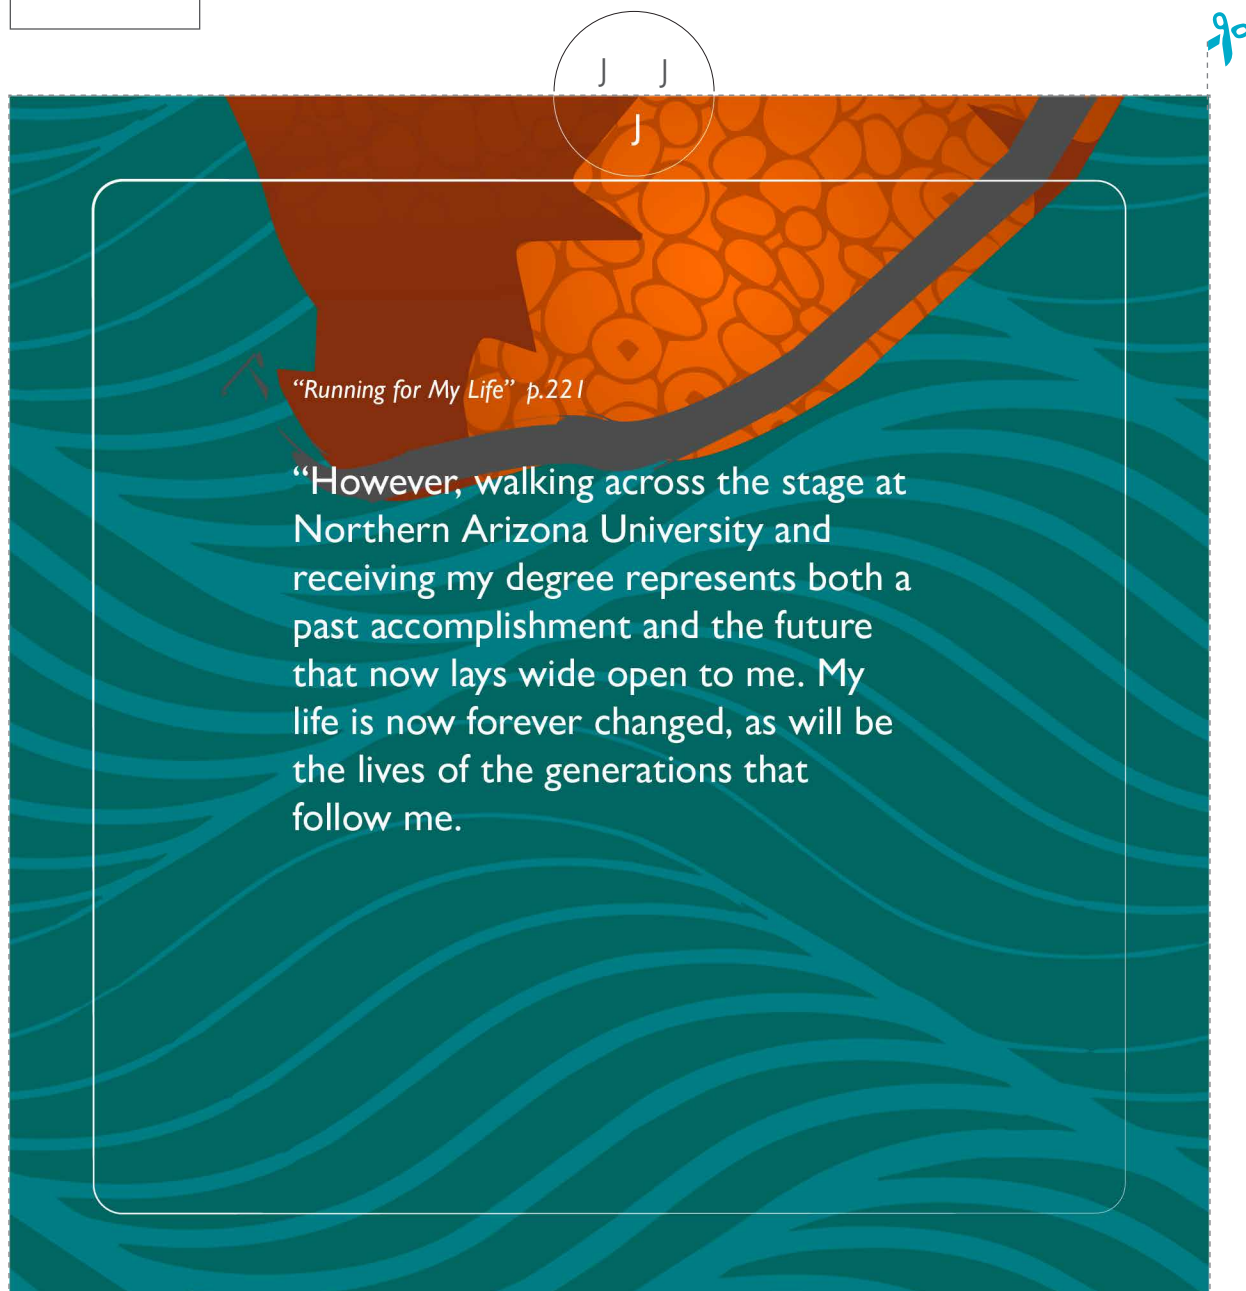 J J
J
“Running for My Life” p.221
“However, walking across the stage at
Northern Arizona University and
receiving my degree represents both a
past accomplishment and the future
that now lays wide open to me. My
life is now forever changed, as will be
the lives of the generations that
follow me.